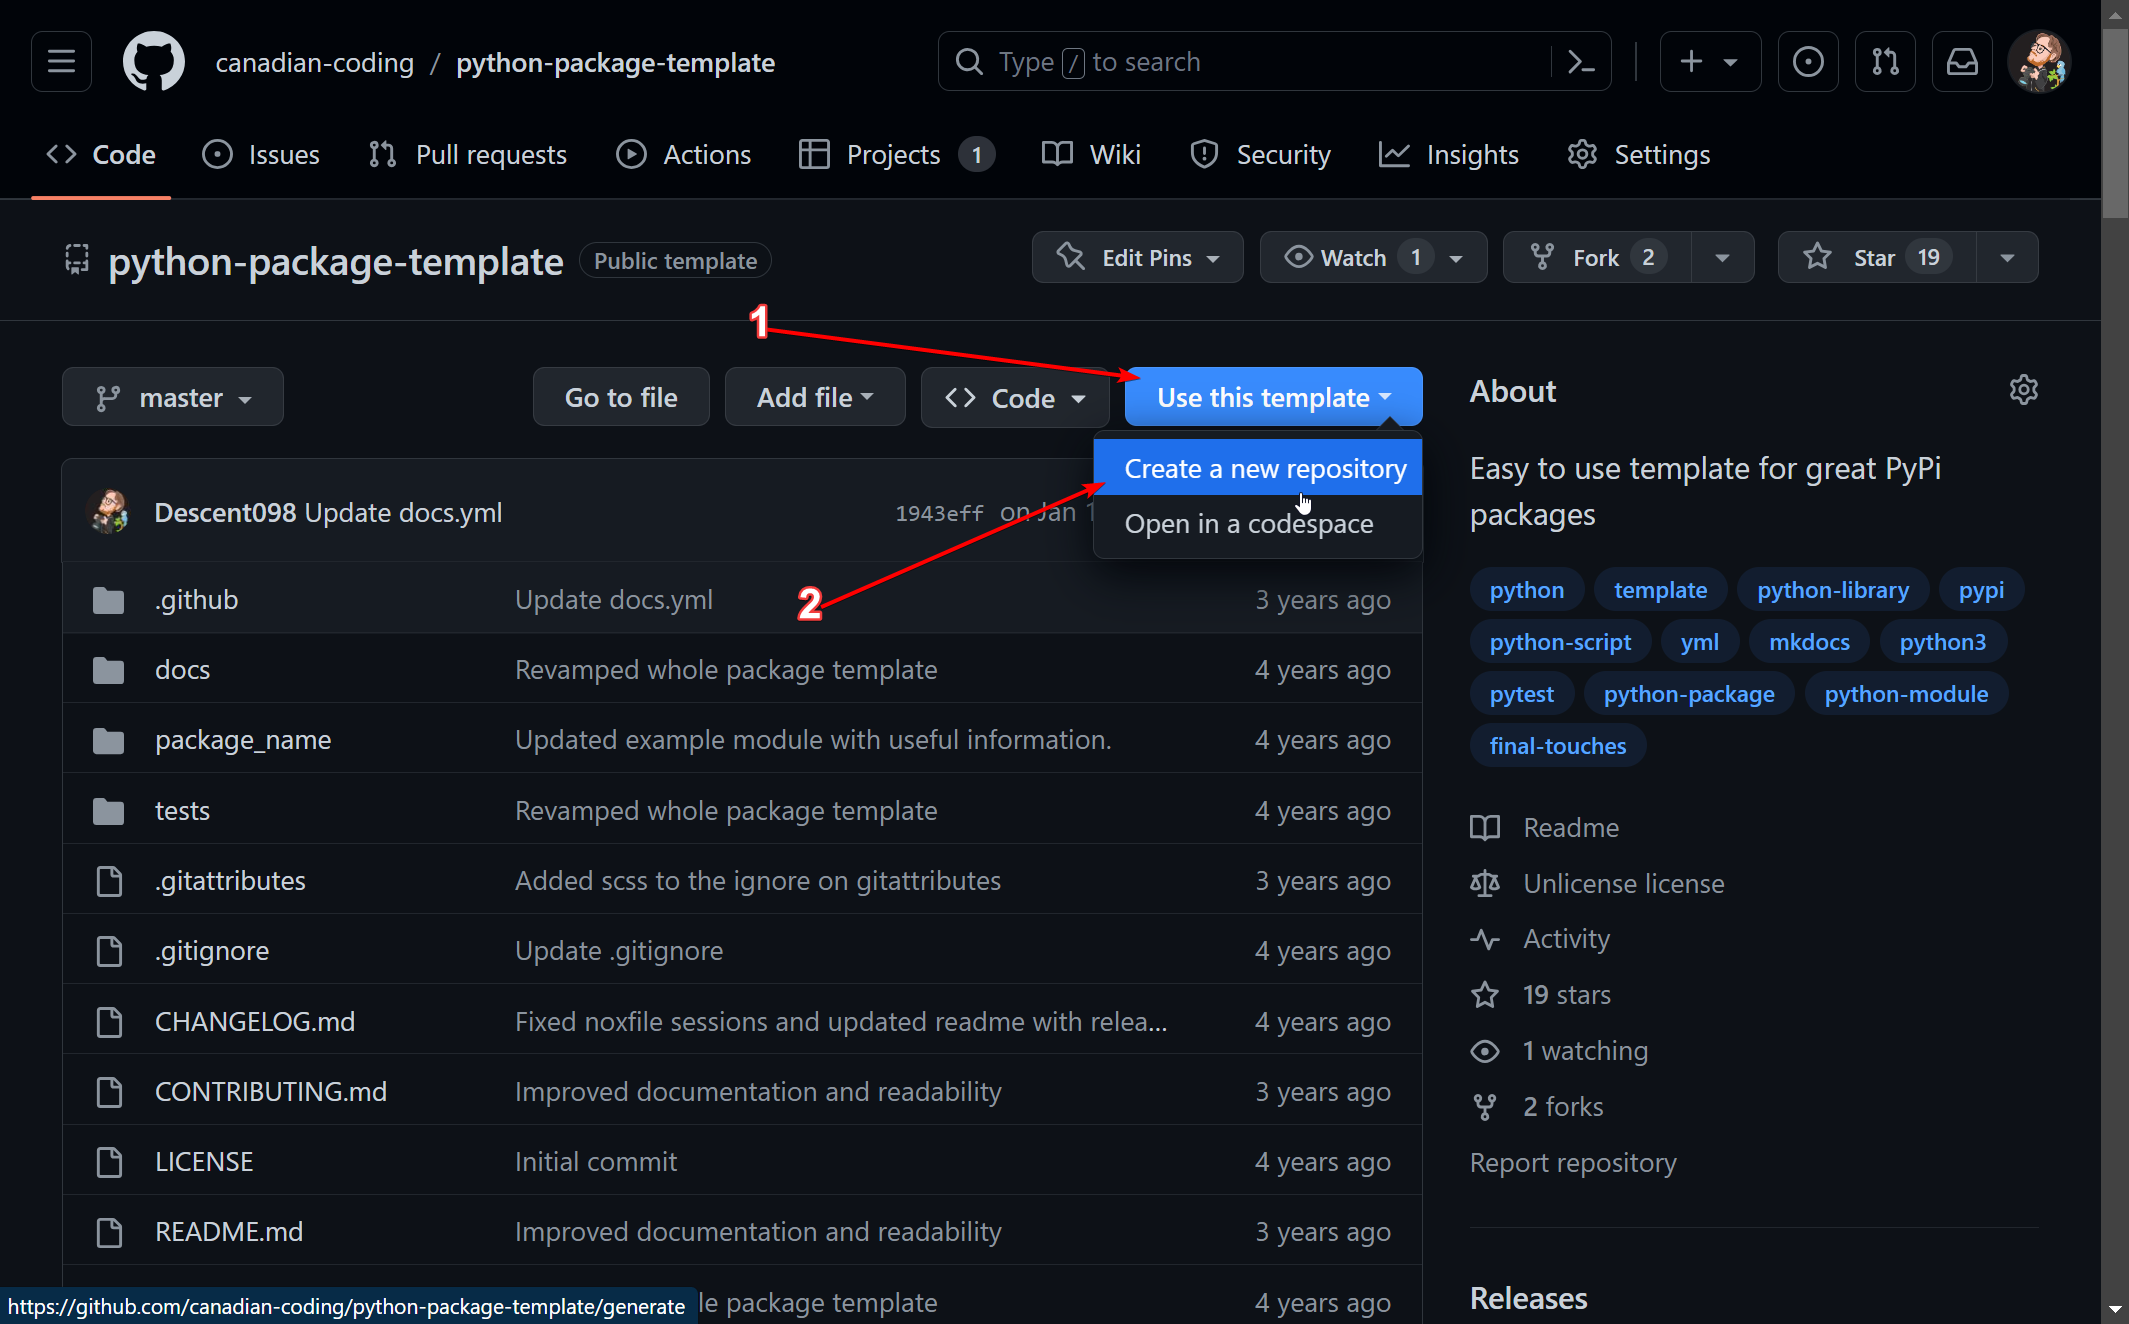 canadian-coding / python-package-template
Type / to search
Code
Issues
Pull requests
Actions
Projects 1
Wiki
Security
Insights
Settings
python-package-template Public template
Edit Pins
Watch 1
Fork 2
Star 19
1
master
Go to file
Add file
Code
Use this template
Create a new repository
Open in a codespace
Descent098 Update docs.yml 1943eff on Jan 1
.github Update docs.yml 3 years ago
2
docs Revamped whole package template 4 years ago
package_name Updated example module with useful information. 4 years ago
tests Revamped whole package template 4 years ago
.gitattributes Added scss to the ignore on gitattributes 3 years ago
.gitignore Update .gitignore 4 years ago
CHANGELOG.md Fixed noxfile sessions and updated readme with relea... 4 years ago
CONTRIBUTING.md Improved documentation and readability 3 years ago
LICENSE Initial commit 4 years ago
README.md Improved documentation and readability 3 years ago
le package template 4 years ago
https://github.com/canadian-coding/python-package-template/generate
About
Easy to use template for great PyPi
packages
python template python-library pypi
python-script yml mkdocs python3
pytest python-package python-module
final-touches
Readme
Unlicense license
Activity
19 stars
1 watching
2 forks
Report repository
Releases